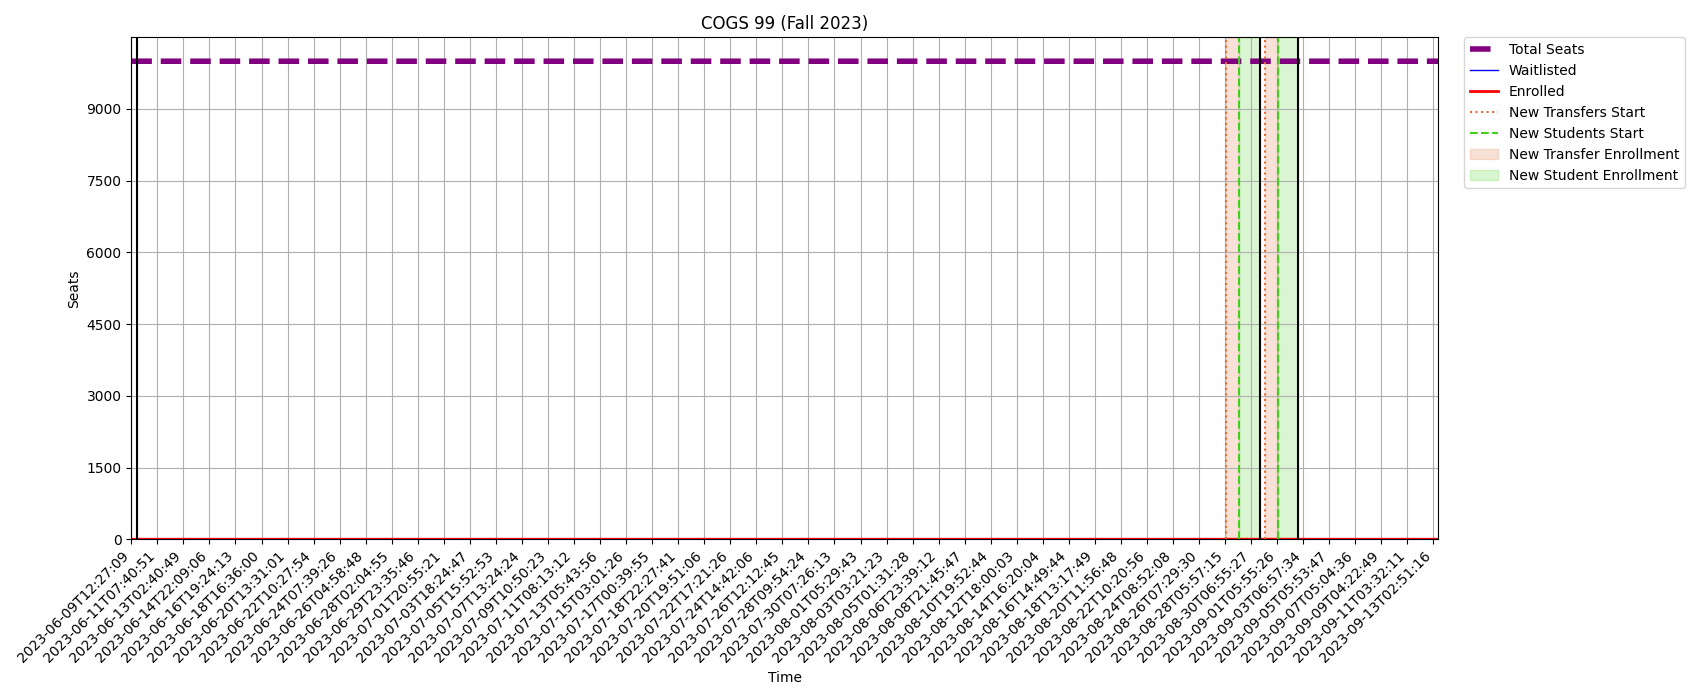 COGS 99 (Fall 2023)
Total Seats
Waitlisted
Enrolled
New Transfers Start
New Students Start
New Transfer Enrollment
New Student Enrollment
Seats
9000
7500
6000
4500
3000
1500
0
2023-06-09T12:27:09
2023-06-11T07:40:51
2023-06-13T02:40:49
2023-06-14T22:09:06
2023-06-16T19:24:13
2023-06-18T16:36:00
2023-06-20T13:31:01
2023-06-22T10:27:54
2023-06-24T07:39:26
2023-06-26T04:58:48
2023-06-28T02:04:55
2023-06-29T23:35:46
2023-07-01T20:55:21
2023-07-03T18:24:47
2023-07-05T15:52:53
2023-07-07T13:24:24
2023-07-09T10:50:23
2023-07-11T08:13:12
2023-07-13T05:43:56
2023-07-15T03:01:26
2023-07-17T00:39:55
2023-07-18T22:27:41
2023-07-20T19:51:06
2023-07-22T17:21:26
2023-07-24T14:42:06
2023-07-26T12:12:45
2023-07-28T09:54:24
2023-07-30T07:26:13
2023-08-01T05:29:43
2023-08-03T03:21:23
2023-08-05T01:31:28
2023-08-06T23:39:12
2023-08-08T21:45:47
2023-08-10T19:52:44
2023-08-12T18:00:03
2023-08-14T16:20:04
2023-08-16T14:49:44
2023-08-18T13:17:49
2023-08-20T11:56:48
2023-08-22T10:20:56
2023-08-24T08:52:08
2023-08-26T07:29:30
2023-08-28T05:57:15
2023-08-30T06:55:27
2023-09-01T05:55:26
2023-09-03T06:57:34
2023-09-05T05:53:47
2023-09-07T05:04:36
2023-09-09T04:22:49
2023-09-11T03:32:11
2023-09-13T02:51:16
Time